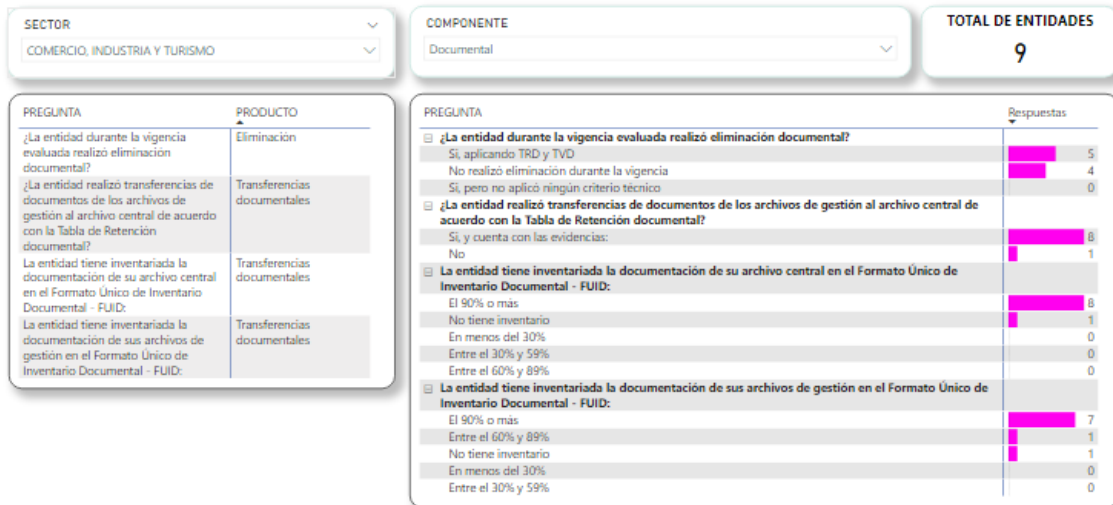 SECTOR
COMERCIO, INDUSTRIA Y TURISMO
COMPONENTE
Documental
TOTAL DE ENTIDADES
9
PREGUNTA PRODUCTO
¿La entidad durante la vigencia Eliminación
evaluada realizó eliminación
documental?
¿La entidad realizó transferencias de Transferencias
documentos de los archivos de documentales
gestión al archivo central de acuerdo
con la Tabla de Retención
documental?
La entidad tiene inventariada la Transferencias
documentación de su archivo central documentales
en el Formato Único de Inventario
Documental - FUID:
La entidad tiene inventariada la Transferencias
documentación de sus archivos de documentales
gestión en el Formato Único de
Inventario Documental - FUID:
PREGUNTA Respuestas
¿La entidad durante la vigencia evaluada realizó eliminación documental?
Si, aplicando TRD y TVD 5
No realizó eliminación durante la vigencia 4
Si, pero no aplicó ningún criterio técnico 0
¿La entidad realizó transferencias de documentos de los archivos de gestión al archivo central de
acuerdo con la Tabla de Retención documental?
Si, y cuenta con las evidencias: 8
No 1
La entidad tiene inventariada la documentación de su archivo central en el Formato Único de
Inventario Documental - FUID:
El 90% o más 8
No tiene inventario 1
En menos del 30% 0
Entre el 30% y 59% 0
Entre el 60% y 89% 0
La entidad tiene inventariada la documentación de sus archivos de gestión en el Formato Único de
Inventario Documental - FUID:
El 90% o más 7
Entre el 60% y 89% 1
No tiene inventario 1
En menos del 30% 0
Entre el 30% y 59% 0